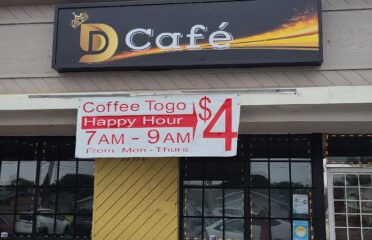 D Café
Coffee Togo
Happy Hour
$4
7AM - 9AM
From Mon - Thurs